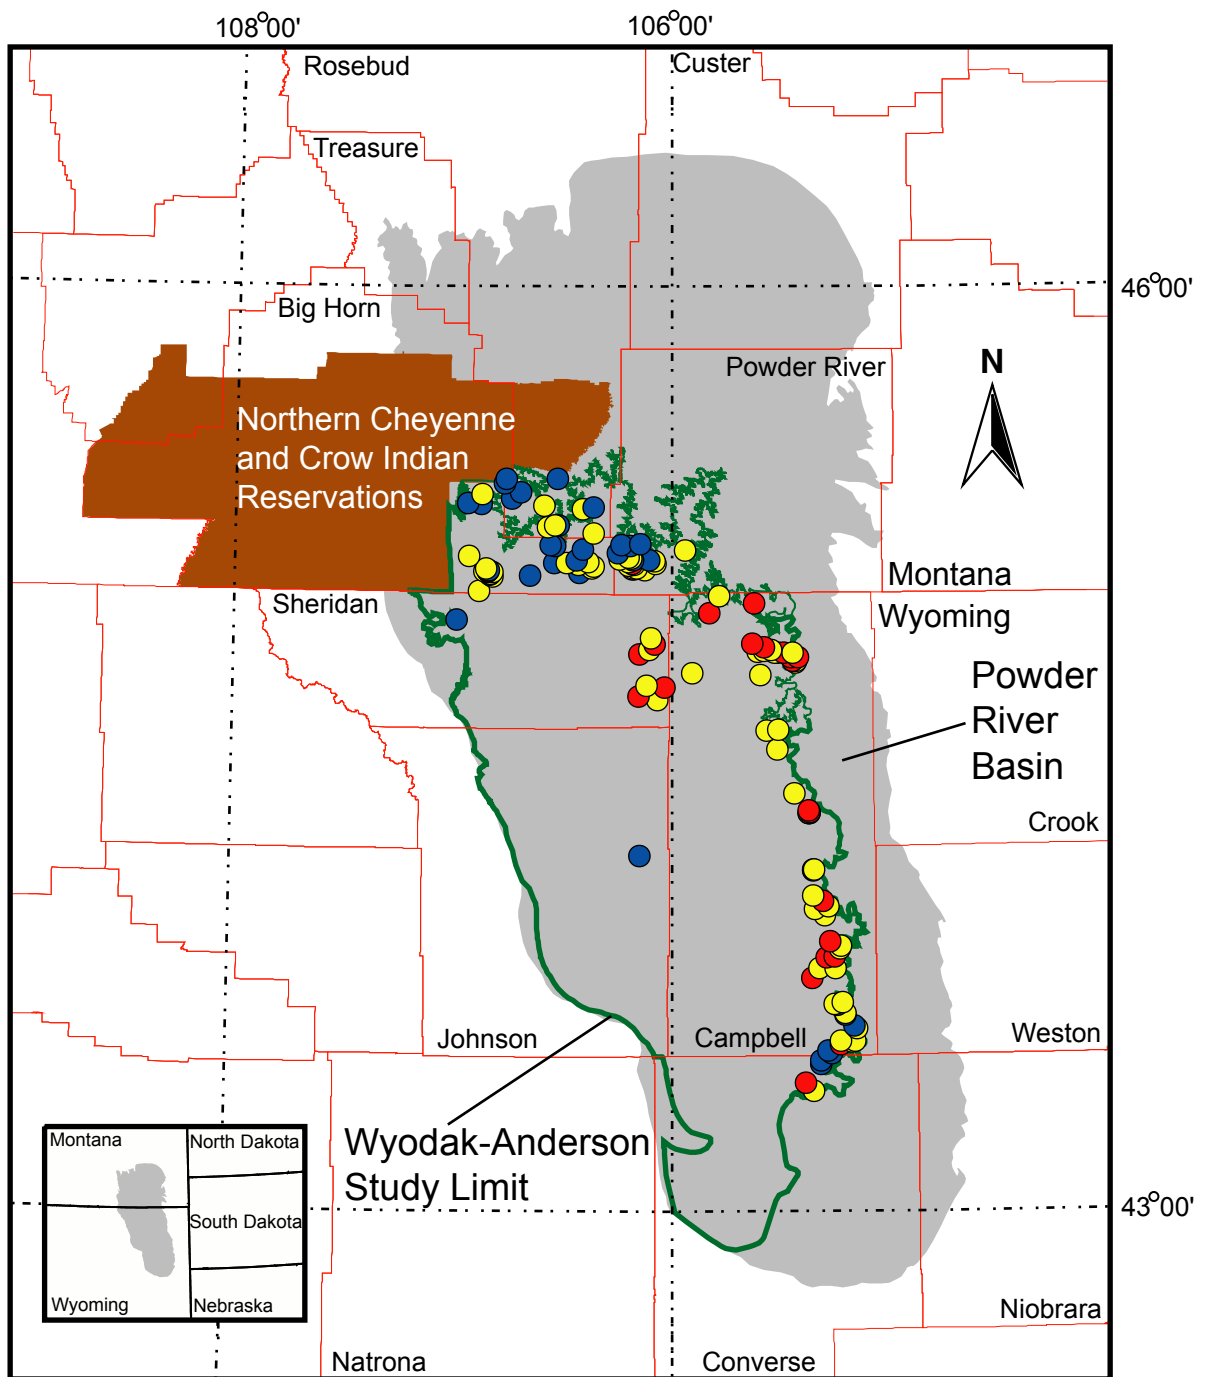 108°00'
106°00'
Rosebud
Custer
Treasure
46°00'
Big Horn
Powder River
N
Northern Cheyenne
and Crow Indian
Reservations
Montana
Sheridan
Wyoming
Powder
River
Basin
Crook
Johnson
Campbell
Weston
Wyodak-Anderson
Study Limit
Montana
North Dakota
South Dakota
Wyoming
Nebraska
43°00'
Niobrara
Natrona
Converse